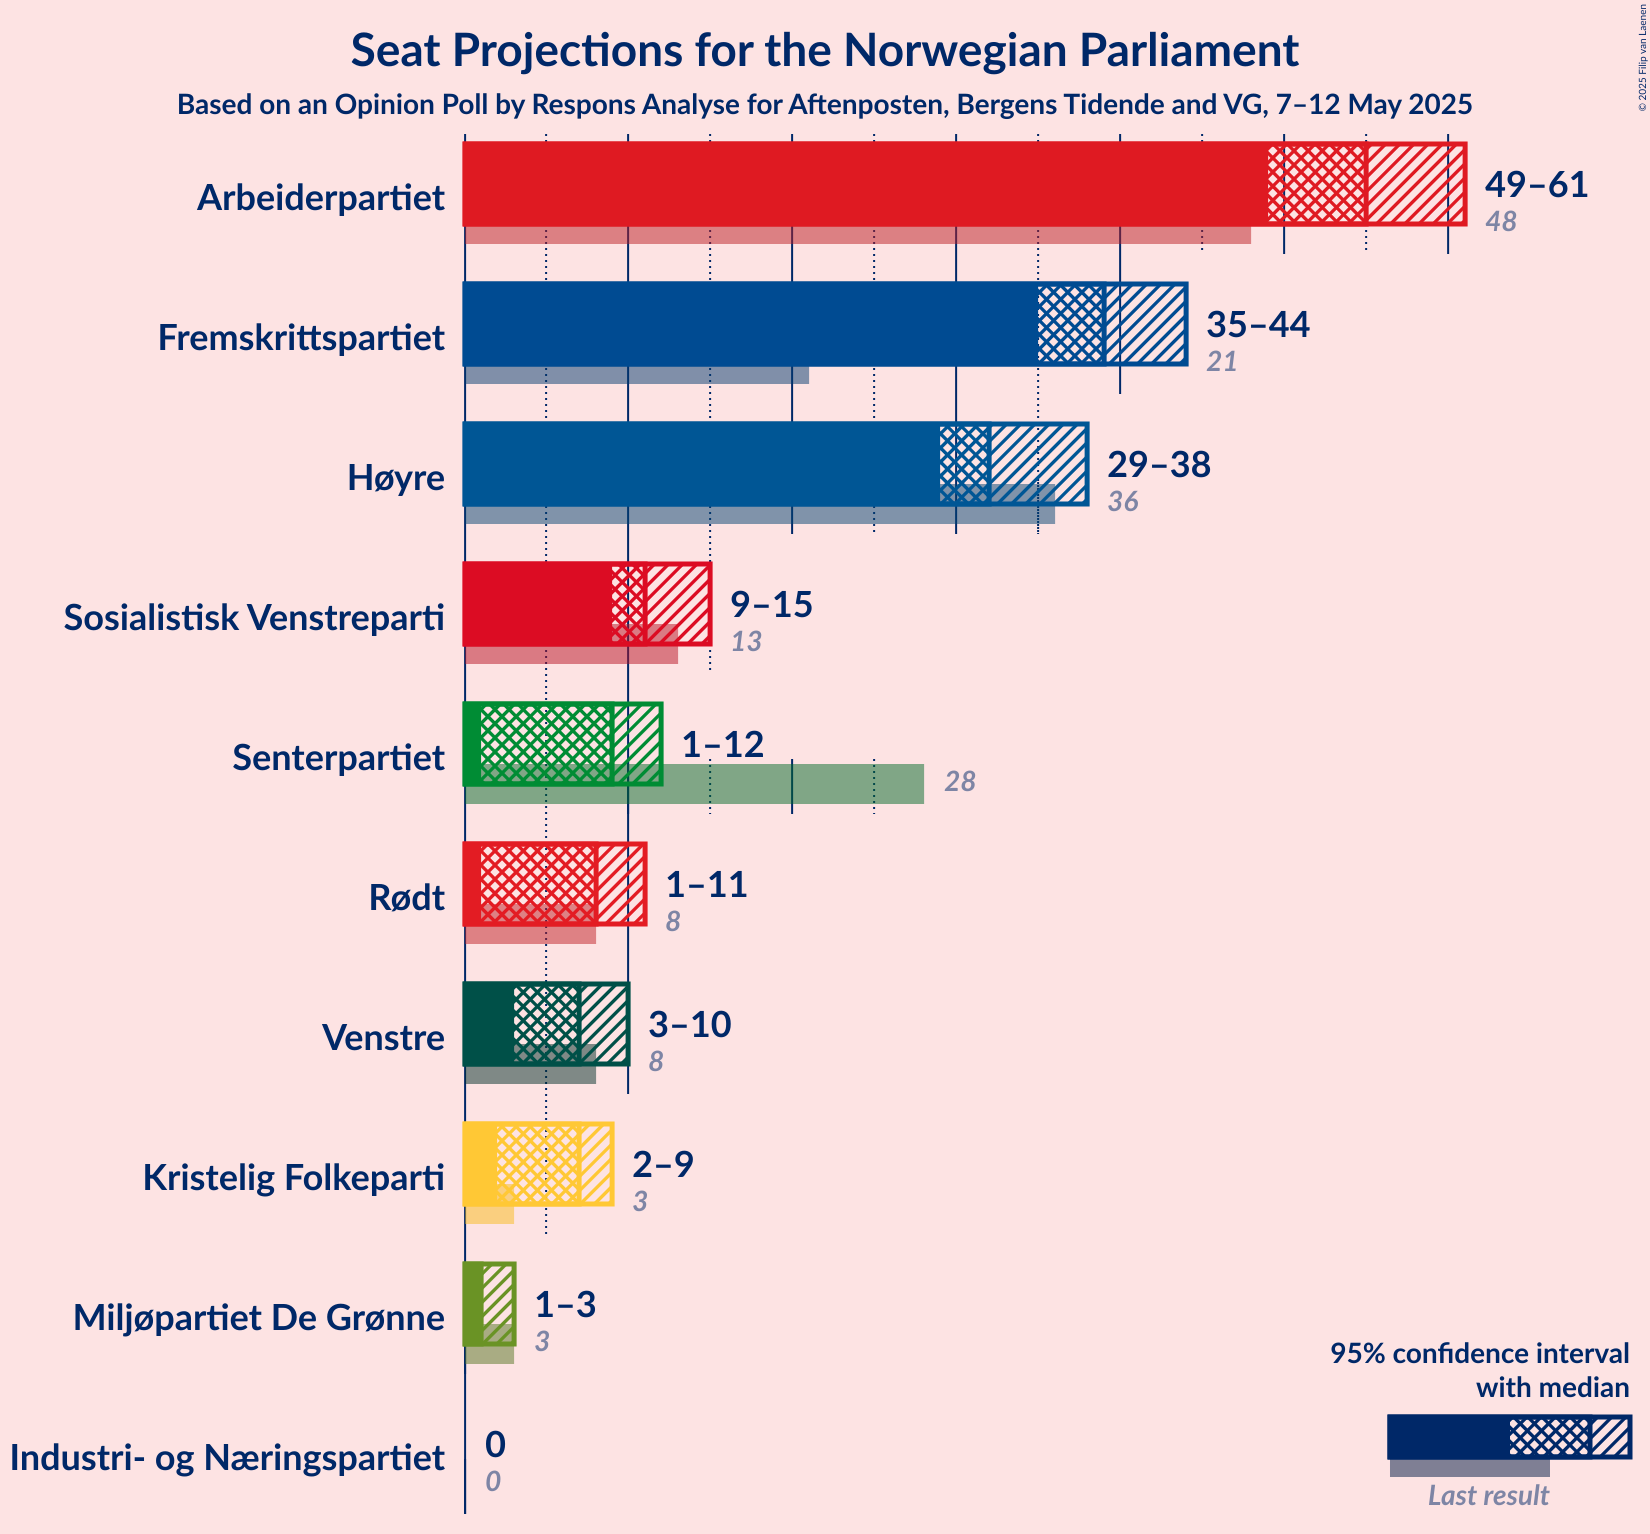 Seat Projections for the Norwegian Parliament
Based on an Opinion Poll by Respons Analyse for Aftenposten, Bergens Tidende and VG, 7–12 May 2025
© 2025 Filip van Laenen
Arbeiderpartiet
49–61
48
Fremskrittspartiet
35–44
21
Høyre
29–38
36
Sosialistisk Venstreparti
9–15
13
Senterpartiet
1–12
28
Rødt
1–11
8
Venstre
3–10
8
Kristelig Folkeparti
2–9
3
Miljøpartiet De Grønne
1–3
3
Industri- og Næringspartiet
0
0
95% confidence interval
with median
Last result